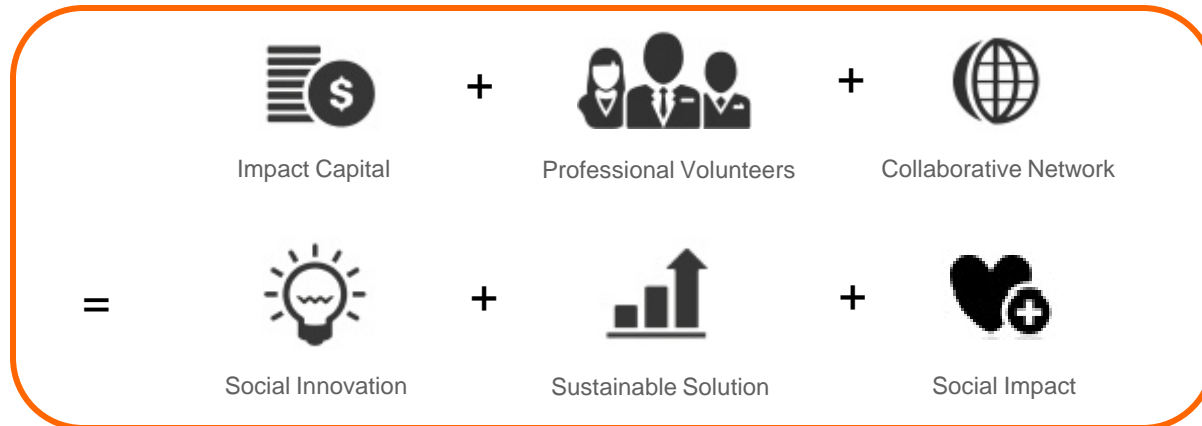 $ + +
Impact Capital Professional Volunteers Collaborative Network
= + +
Social Innovation Sustainable Solution Social Impact